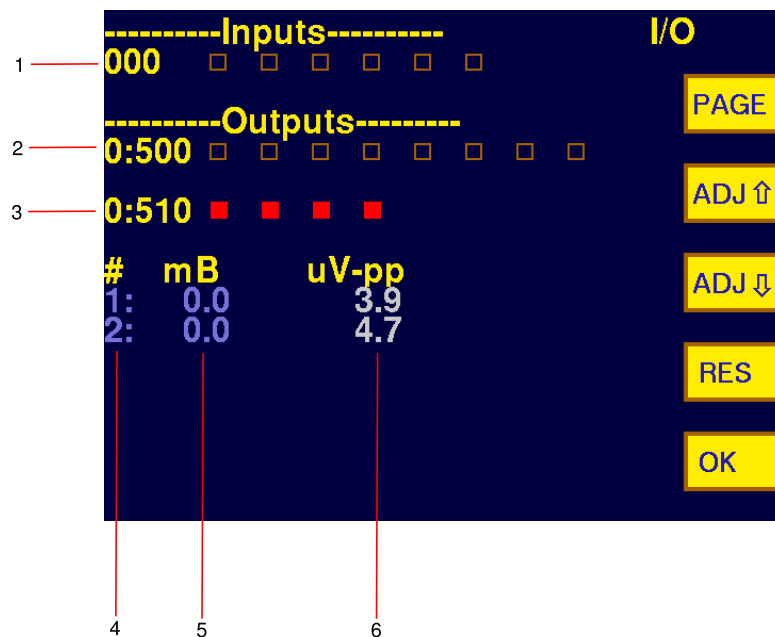 ----------Inputs---------- I/O
1 000
PAGE
----------Outputs---------
2 0:500
ADJ ⇧
3 0:510
# mB uV-pp
ADJ ⇩
1: 0.0 3.9
2: 0.0 4.7
RES
OK
4 5 6